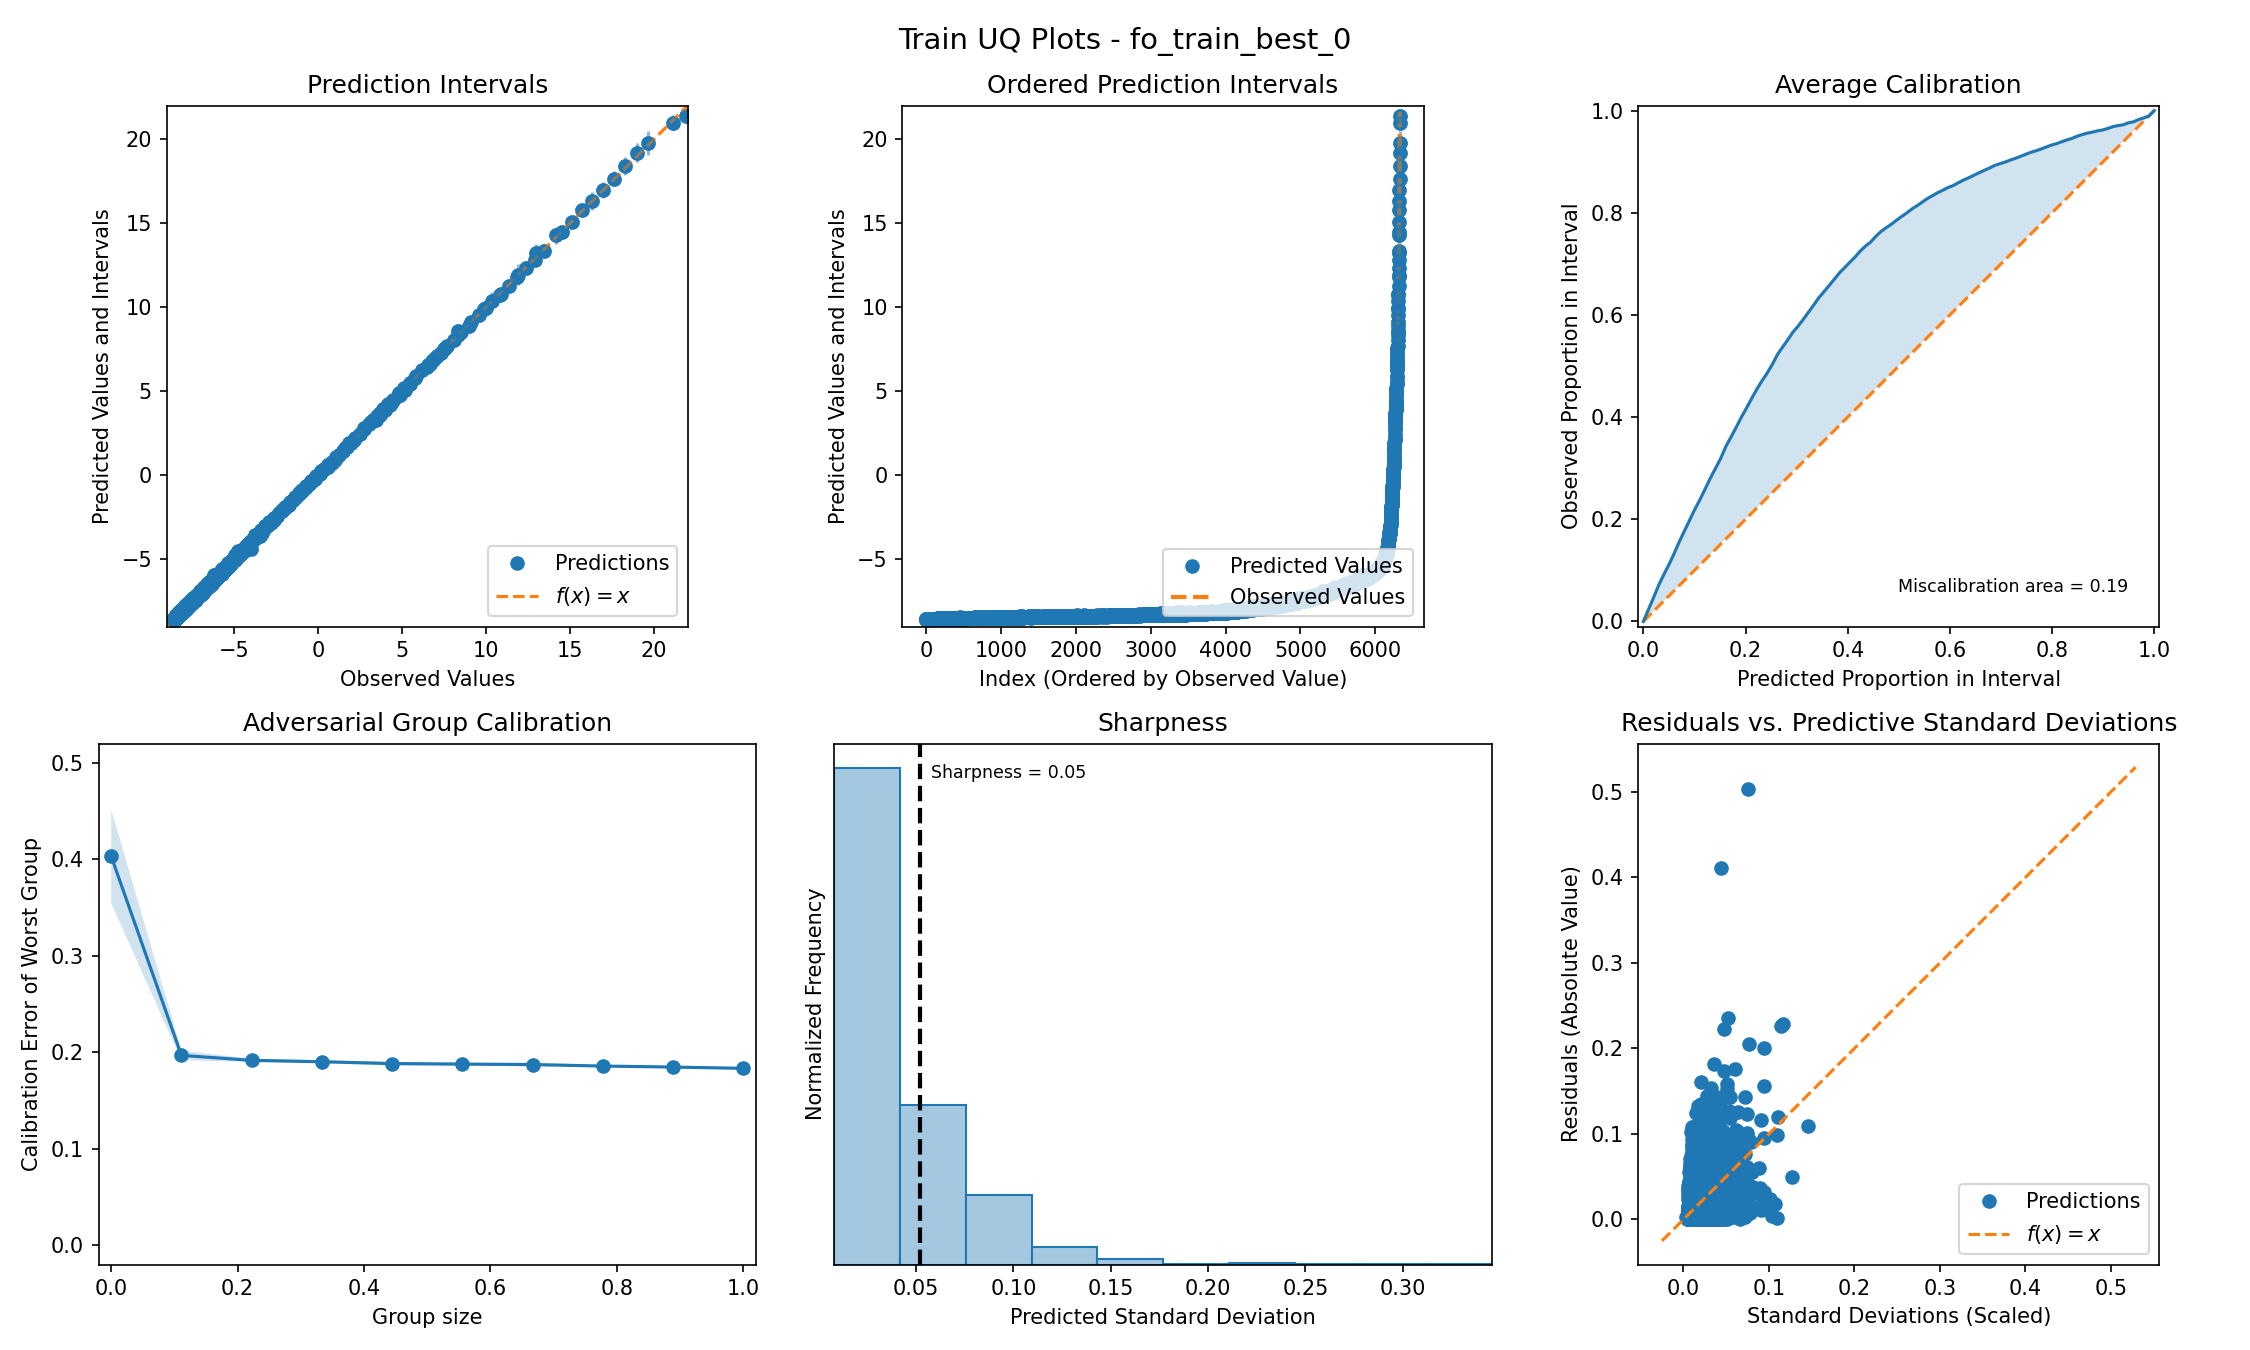 Train UQ Plots - fo_train_best_0
Prediction Intervals
Predicted Values and Intervals
20
15
10
5
0
−5
−5 0 5 10 15 20
Observed Values
Predictions
f(x) = x
Ordered Prediction Intervals
Predicted Values and Intervals
20
15
10
5
0
−5
0 1000 2000 3000 4000 5000 6000
Index (Ordered by Observed Value)
Predicted Values
Observed Values
Average Calibration
Observed Proportion in Interval
1.0
0.8
0.6
0.4
0.2
0.0
0.0 0.2 0.4 0.6 0.8 1.0
Predicted Proportion in Interval
Miscalibration area = 0.19
Adversarial Group Calibration
Calibration Error of Worst Group
0.5
0.4
0.3
0.2
0.1
0.0
0.0 0.2 0.4 0.6 0.8 1.0
Group size
Sharpness
Normalized Frequency
Sharpness = 0.05
0.05 0.10 0.15 0.20 0.25 0.30
Predicted Standard Deviation
Residuals vs. Predictive Standard Deviations
Residuals (Absolute Value)
0.5
0.4
0.3
0.2
0.1
0.0
0.0 0.1 0.2 0.3 0.4 0.5
Standard Deviations (Scaled)
Predictions
f(x) = x